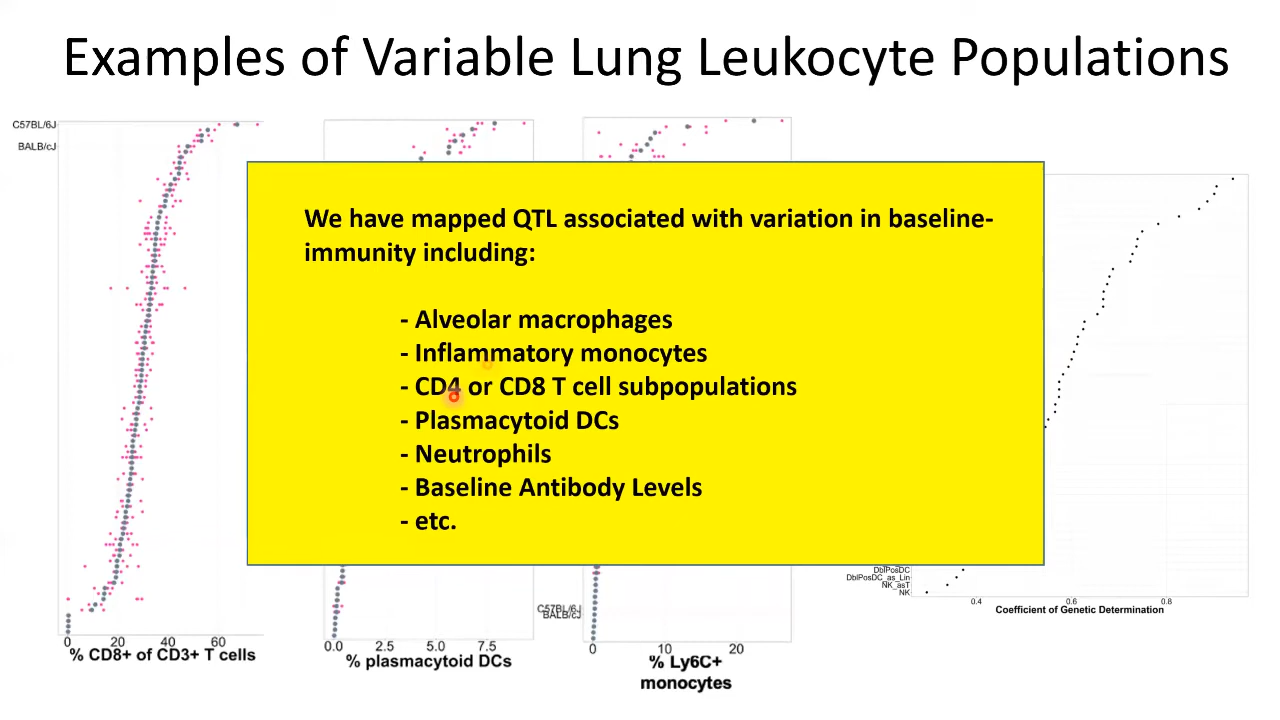 Examples of Variable Lung Leukocyte Populations
C57BL/6J
BALB/cJ
We have mapped QTL associated with variation in baseline-
immunity including:
- Alveolar macrophages
- Inflammatory monocytes
- CD4 or CD8 T cell subpopulations
- Plasmacytoid DCs
- Neutrophils
- Baseline Antibody Levels
- etc.
0 20 40 60
% CD8+ of CD3+ T cells
0.0 2.5 5.0 7.5
% plasmacytoid DCs
C57BL/6J
BALB/cJ
0 10 20
% Ly6C+
monocytes
DblPosDC
DblPosDC_as_Lin
NK_asT
NK
0.4 0.6 0.8
Coefficient of Genetic Determination